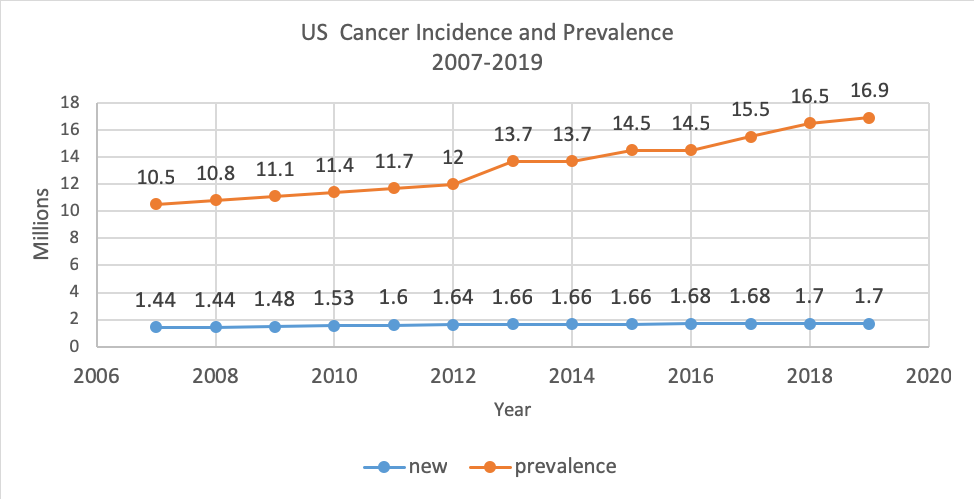 US Cancer Incidence and Prevalence
2007-2019
Millions
18
16
14
12
10
8
6
4
2
0
10.5 10.8 11.1 11.4 11.7 12 13.7 13.7 14.5 14.5 15.5 16.5 16.9
1.44 1.44 1.48 1.53 1.6 1.64 1.66 1.66 1.66 1.68 1.68 1.7 1.7
2006 2008 2010 2012 2014 2016 2018 2020
Year
new prevalence